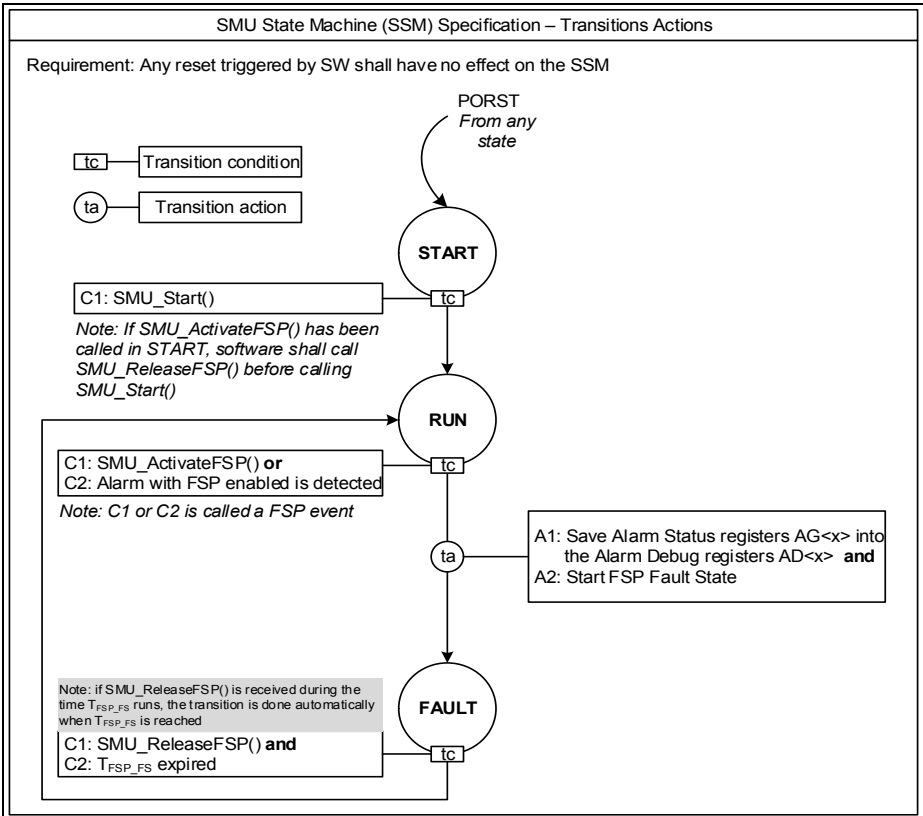 SMU State Machine (SSM) Specification – Transitions Actions
Requirement: Any reset triggered by SW shall have no effect on the SSM
PORST
From any
state
tc
Transition condition
ta
Transition action
START
C1: SMU_Start()
tc
Note: If SMU_ActivateFSP() has been
called in START, software shall call
SMU_ReleaseFSP() before calling
SMU_Start()
RUN
C1: SMU_ActivateFSP() or
C2: Alarm with FSP enabled is detected
tc
Note: C1 or C2 is called a FSP event
ta
A1: Save Alarm Status registers AG<x> into
the Alarm Debug registers AD<x> and
A2: Start FSP Fault State
Note: if SMU_ReleaseFSP() is received during the
time TFSP_FS runs, the transition is done automatically
when TFSP_FS is reached
FAULT
C1: SMU_ReleaseFSP() and
C2: TFSP_FS expired
tc